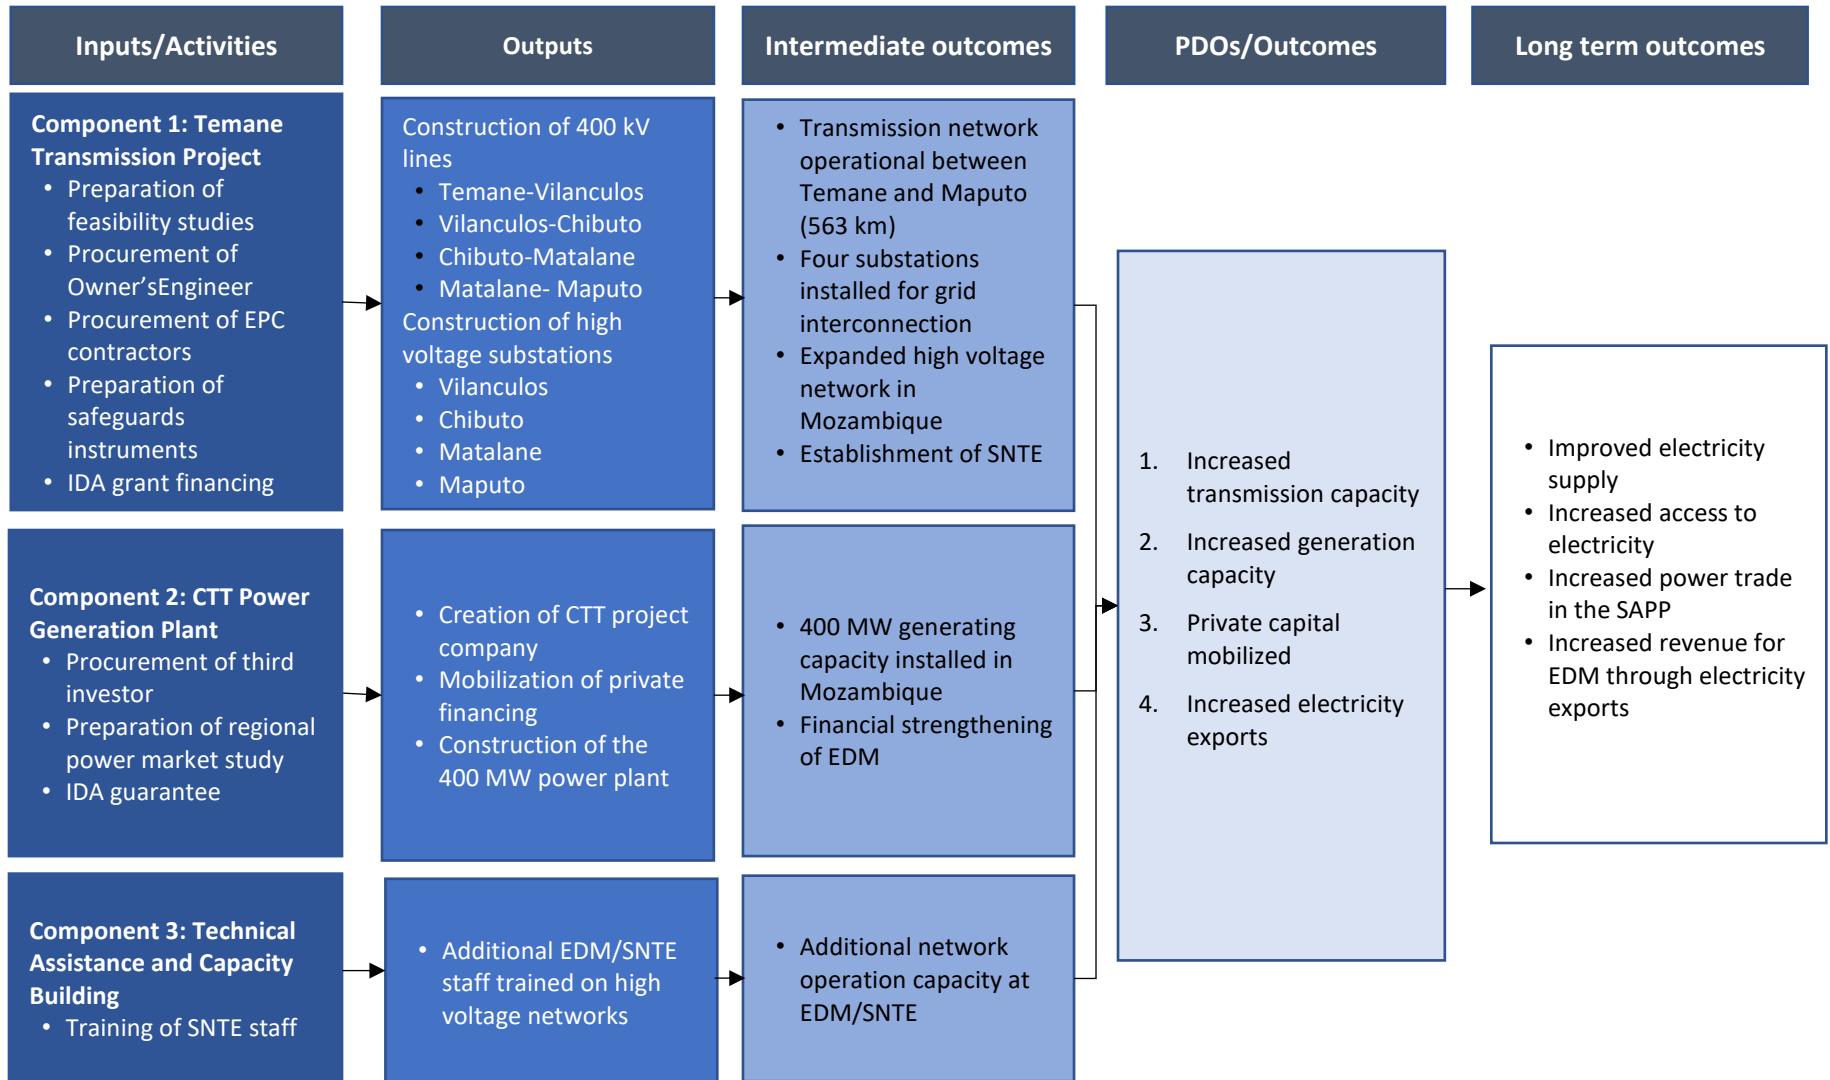 Inputs/Activities
Outputs
Intermediate outcomes
PDOs/Outcomes
Long term outcomes
Component 1: Temane
Transmission Project
• Preparation of
feasibility studies
• Procurement of
Owner'sEngineer
• Procurement of EPC
contractors
• Preparation of
safeguards
instruments
• IDA grant financing
Construction of 400 kV
lines
• Temane-Vilanculos
• Vilanculos-Chibuto
• Chibuto-Matalane
• Matalane- Maputo
Construction of high
voltage substations
• Vilanculos
• Chibuto
• Matalane
• Maputo
• Transmission network
operational between
Temane and Maputo
(563 km)
• Four substations
installed for grid
interconnection
• Expanded high voltage
network in
Mozambique
• Establishment of SNTE
Component 2: CTT Power
Generation Plant
• Procurement of third
investor
• Preparation of regional
power market study
• IDA guarantee
• Creation of CTT project
company
• Mobilization of private
financing
• Construction of the
400 MW power plant
• 400 MW generating
capacity installed in
Mozambique
• Financial strengthening
of EDM
Component 3: Technical
Assistance and Capacity
Building
• Training of SNTE staff
• Additional EDM/SNTE
staff trained on high
voltage networks
• Additional network
operation capacity at
EDM/SNTE
1. Increased
transmission capacity
2. Increased generation
capacity
3. Private capital
mobilized
4. Increased electricity
exports
• Improved electricity
supply
• Increased access to
electricity
• Increased power trade
in the SAPP
• Increased revenue for
EDM through electricity
exports